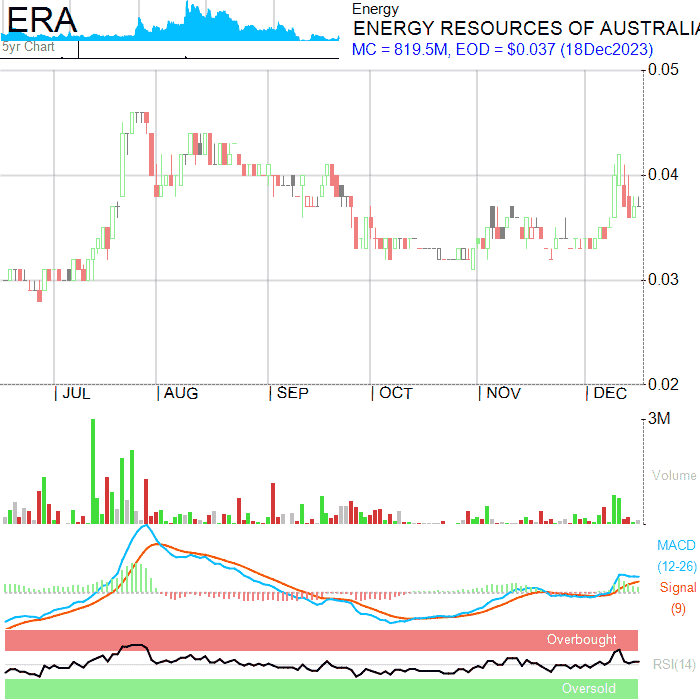 ERA
5yr Chart
Energy
ENERGY RESOURCES OF AUSTRALIA
MC = 819.5M, EOD = $0.037 (18Dec2023)
0.05
0.04
0.03
0.02
JUL
AUG
SEP
OCT
NOV
DEC
3M
Volume
MACD
(12-26)
Signal
(9)
Overbought
RSI(14)
Oversold